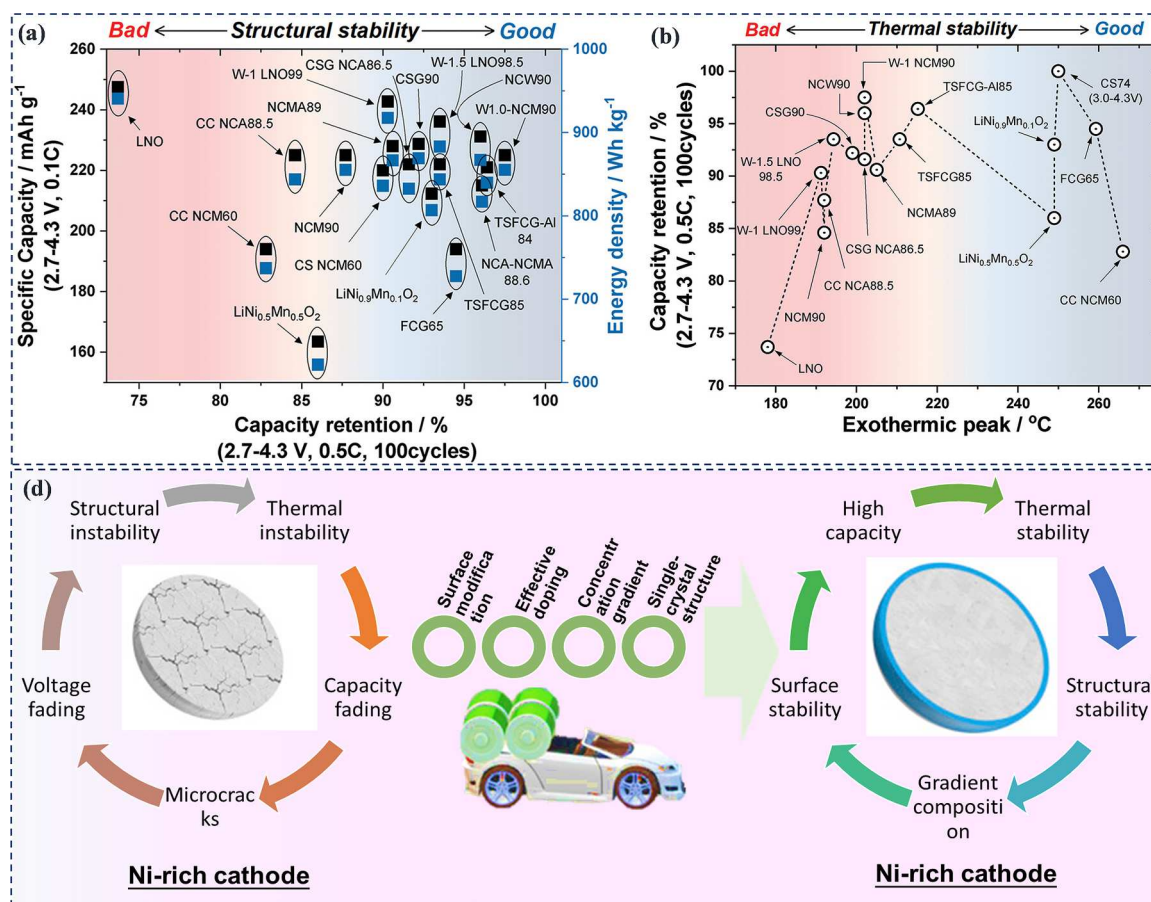 (a)
Bad
Structural stability
Good
Specific Capacity / mAh g⁻¹
(2.7-4.3 V, 0.1C)
260
240
220
200
180
160
1000
900
800
700
600
Energy density / Wh kg⁻¹
75
80
85
90
95
100
Capacity retention / %
(2.7-4.3 V, 0.5C, 100cycles)
LNO
CC NCA88.5
CC NCM60
LiNi₀.₅Mn₀.₅O₂
NCMA89
W-1 LNO99
CSG NCA86.5
CSG90
W-1.5 LNO98.5
NCW90
W1.0-NCM90
NCM90
CS NCM60
LiNi₀.₉Mn₀.₁O₂
FCG65
TSFCG85
NCA-NCMA
88.6
TSFCG-Al
84
(b)
Bad
Thermal stability
Good
Capacity retention / %
(2.7-4.3 V, 0.5C, 100cycles)
100
95
90
85
80
75
70
180
200
220
240
260
Exothermic peak / °C
W-1 NCM90
NCW90
CSG90
W-1.5 LNO
98.5
W-1 LNO99
NCM90
LNO
CC NCA88.5
CSG NCA86.5
NCMA89
TSFCG85
TSFCG-Al85
LiNi₀.₉Mn₀.₁O₂
LiNi₀.₅Mn₀.₅O₂
CS74
(3.0-4.3V)
FCG65
CC NCM60
(d)
Structural
instability
Thermal
instability
Capacity
fading
Microcrac
ks
Voltage
fading
Ni-rich cathode
Surface
modifica
tion
Effective
doping
Concentr
ation
gradient
Single-
crystal
structure
High
capacity
Thermal
stability
Structural
stability
Gradient
compositi
on
Surface
stability
Ni-rich cathode